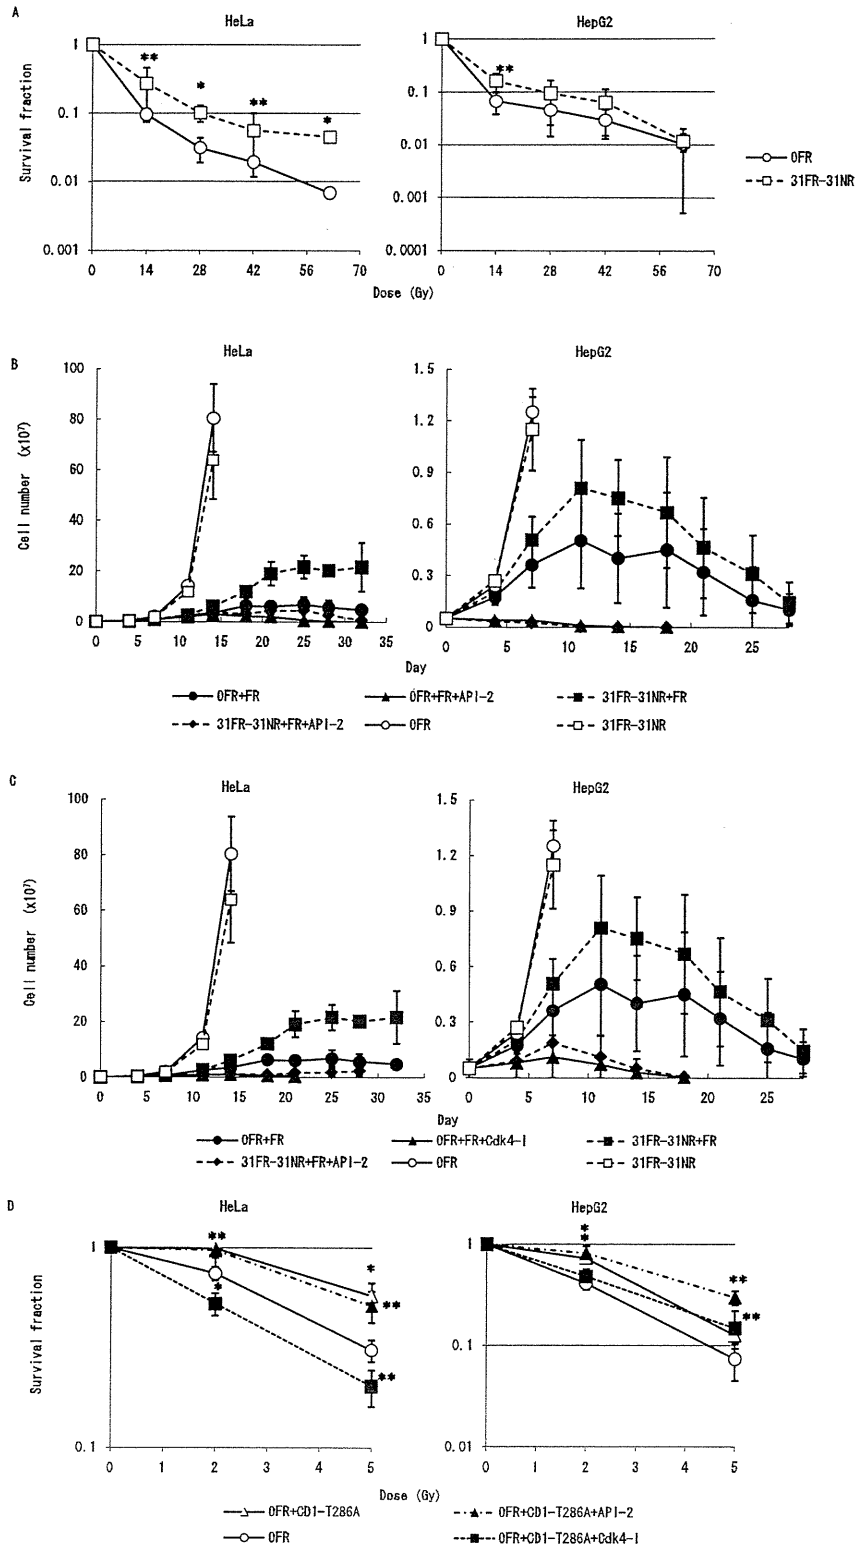 A
HeLa
HepG2
Survival fraction
1
0.1
0.01
0.001
**
*
**
*
0 14 28 42 56 70
1
0.1
0.01
0.001
0.0001
**
0 14 28 42 56 70
Dose (Gy)
0FR
31FR-31NR
B
HeLa
HepG2
Cell number (x10⁷)
100
80
60
40
20
0
0 5 10 15 20 25 30 35
1.5
1.2
0.9
0.6
0.3
0
0 5 10 15 20 25
Day
0FR+FR
0FR+FR+API-2
31FR-31NR+FR
31FR-31NR+FR+API-2
0FR
31FR-31NR
C
HeLa
HepG2
Cell number (x10⁷)
100
80
60
40
20
0
0 5 10 15 20 25 30 35
1.5
1.2
0.9
0.6
0.3
0
0 5 10 15 20 25
Day
0FR+FR
0FR+FR+Cdk4-I
31FR-31NR+FR
31FR-31NR+FR+API-2
0FR
31FR-31NR
D
HeLa
HepG2
Survival fraction
1
0.1
**
*
*
**
**
0 1 2 3 4 5
1
0.1
0.01
*
*
**
**
0 1 2 3 4 5
Dose (Gy)
0FR+CD1-T286A
0FR+CD1-T286A+API-2
0FR
0FR+CD1-T286A+Cdk4-I